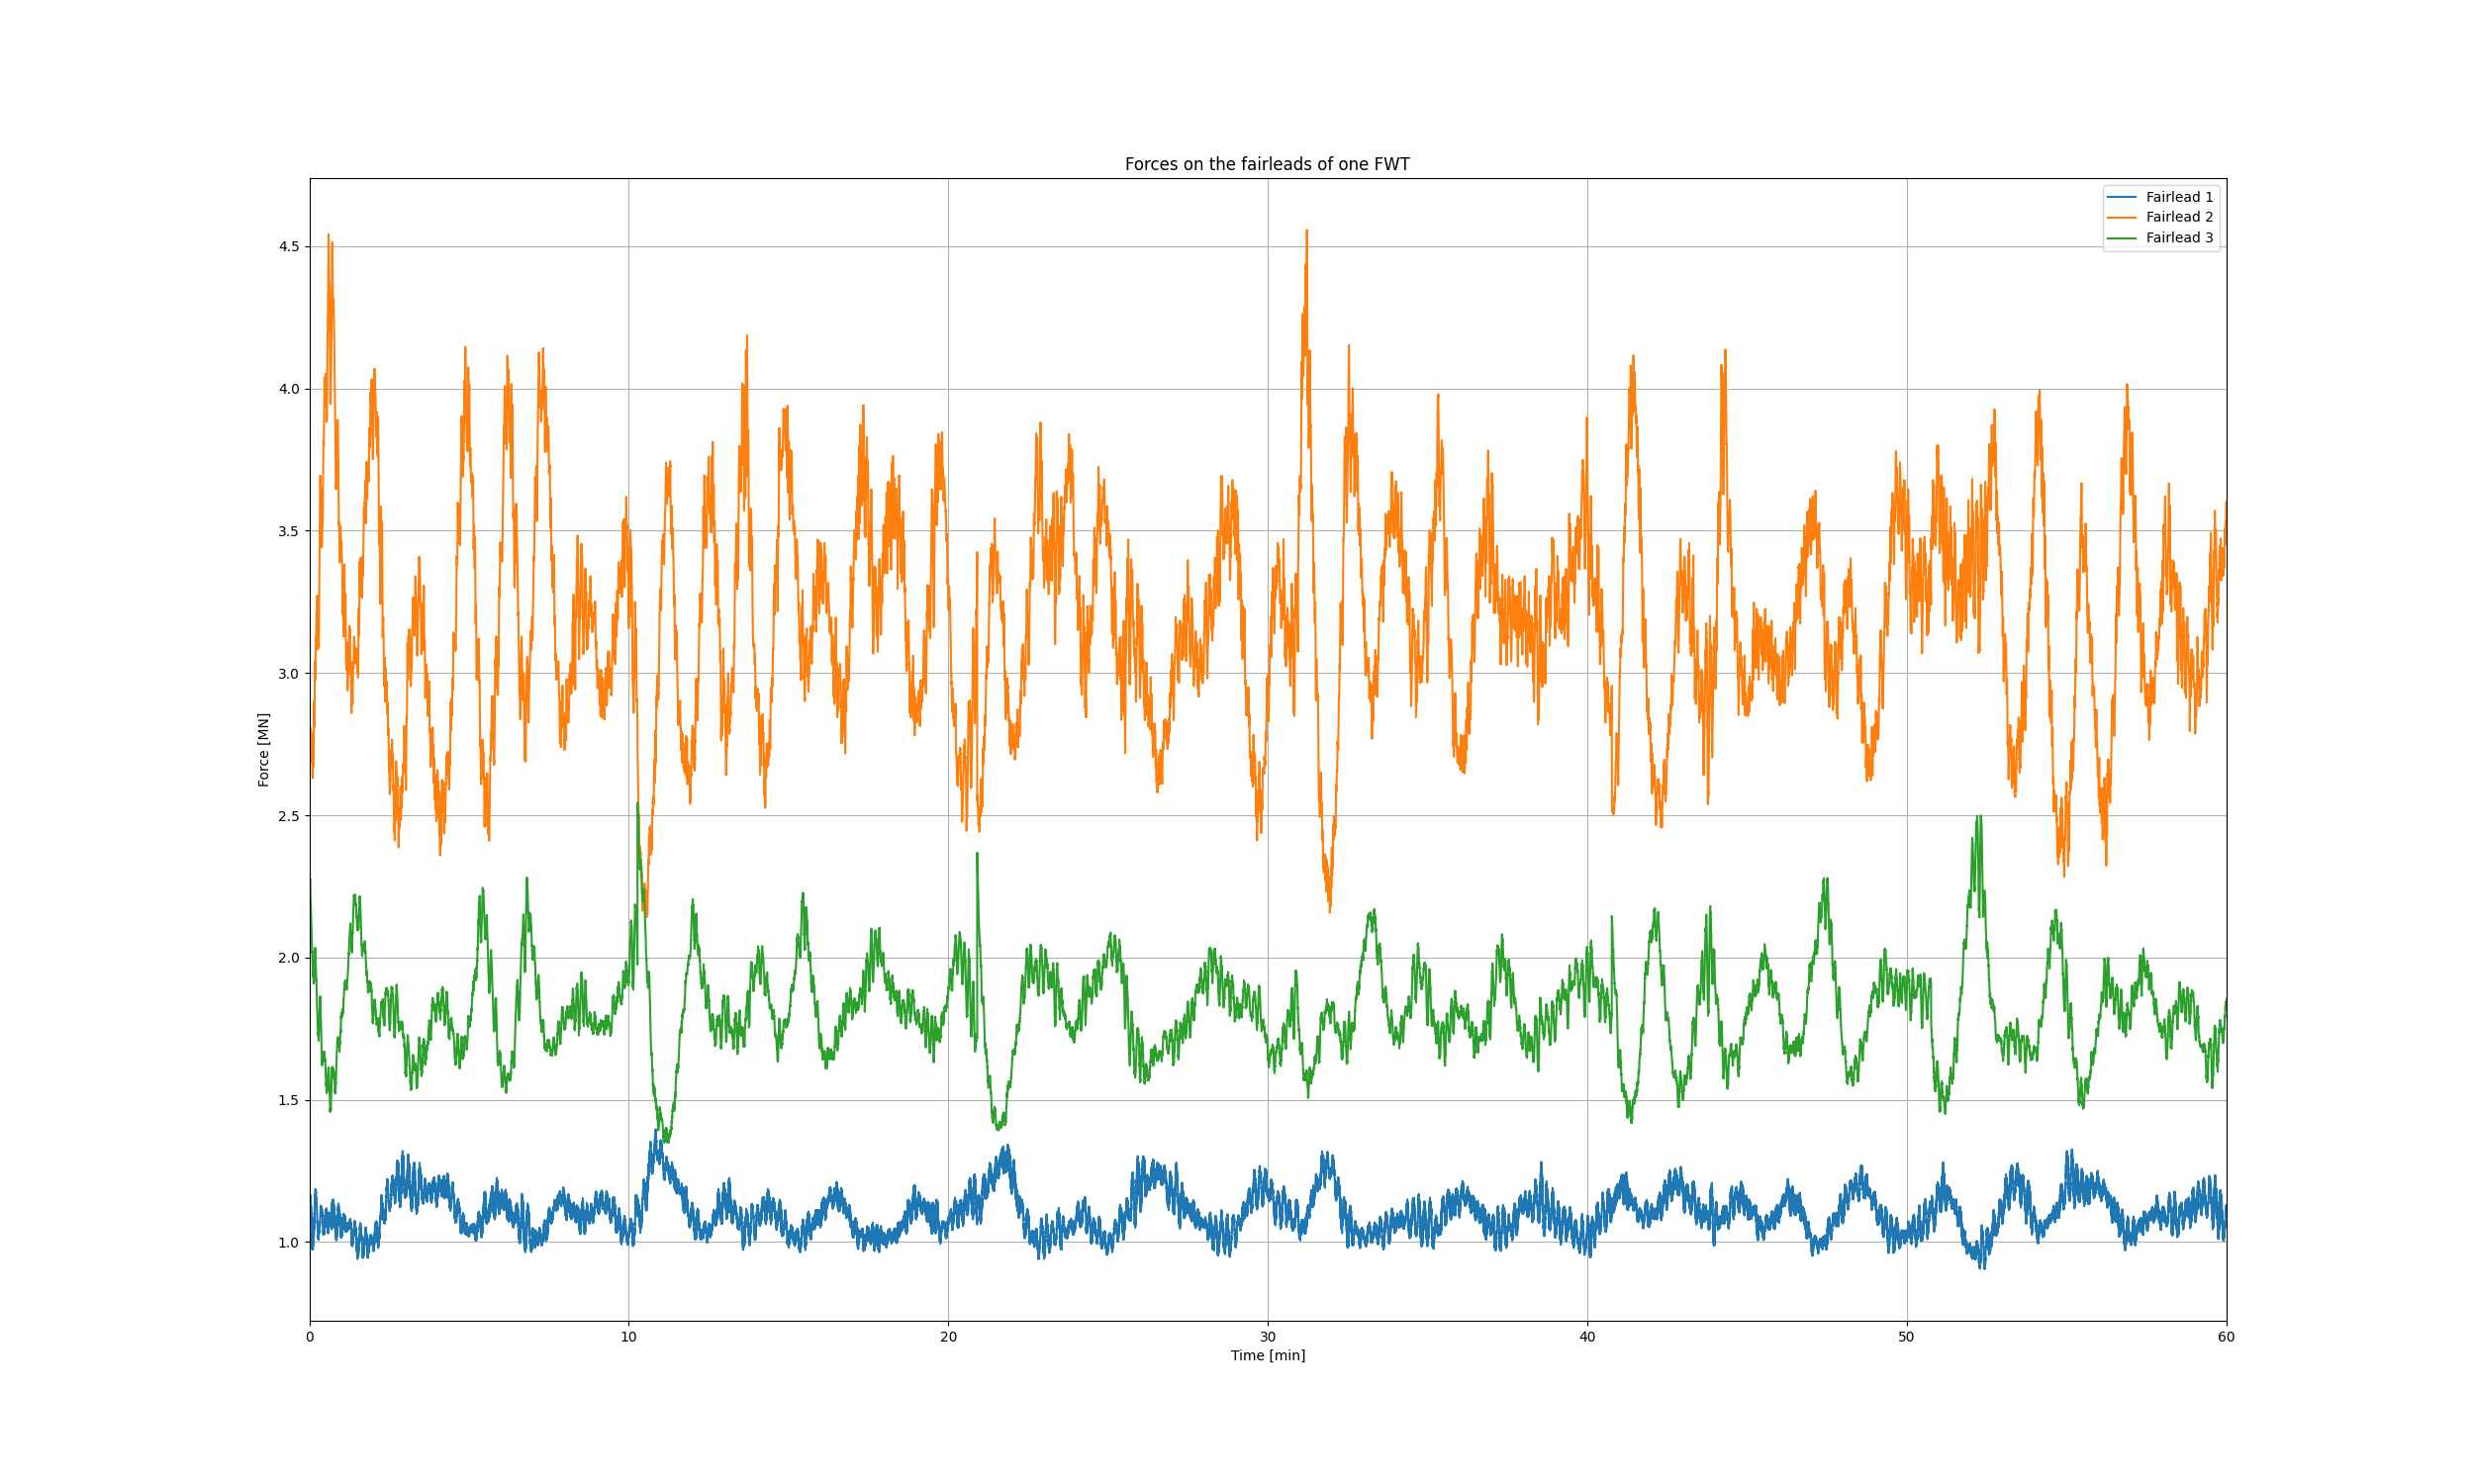 Forces on the fairleads of one FWT
Fairlead 1
Fairlead 2
Fairlead 3
4.5
4.0
3.5
3.0
2.5
2.0
1.5
1.0
Force [MN]
0 10 20 30 40 50 60
Time [min]